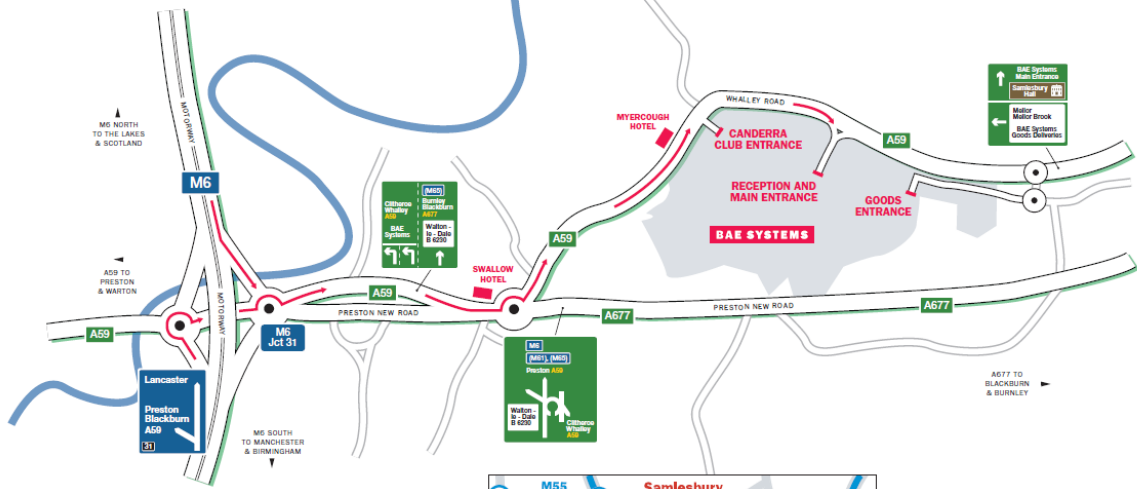 M6 NORTH
TO THE LAKES
& SCOTLAND
MOTORWAY
M6
A59 TO
PRESTON
& WARTON
A59
MOTORWAY
M6
Jct 31
Lancaster
Preston
Blackburn
A59
31
M6 SOUTH
TO MANCHESTER
& BIRMINGHAM
Clitheroe
Whalley
A59
BAE
Systems
(M65)
Burnley
Blackburn
A677
Walton -
le - Dale
B 6230
A59
PRESTON NEW ROAD
SWALLOW
HOTEL
A59
M6
(M61), (M65)
Preston A59
Walton -
le - Dale
B 6230
Clitheroe
Whalley
A59
A677
PRESTON NEW ROAD
A677
A677 TO
BLACKBURN
& BURNLEY
MYERCOUGH
HOTEL
WHALLEY ROAD
CANDERRA
CLUB ENTRANCE
RECEPTION AND
MAIN ENTRANCE
GOODS
ENTRANCE
BAE SYSTEMS
A59
BAE Systems
Main Entrance
Samlesbury
Hall
Mellor
Mellor Brook
BAE Systems
Goods Deliveries
M55
Samlesbury